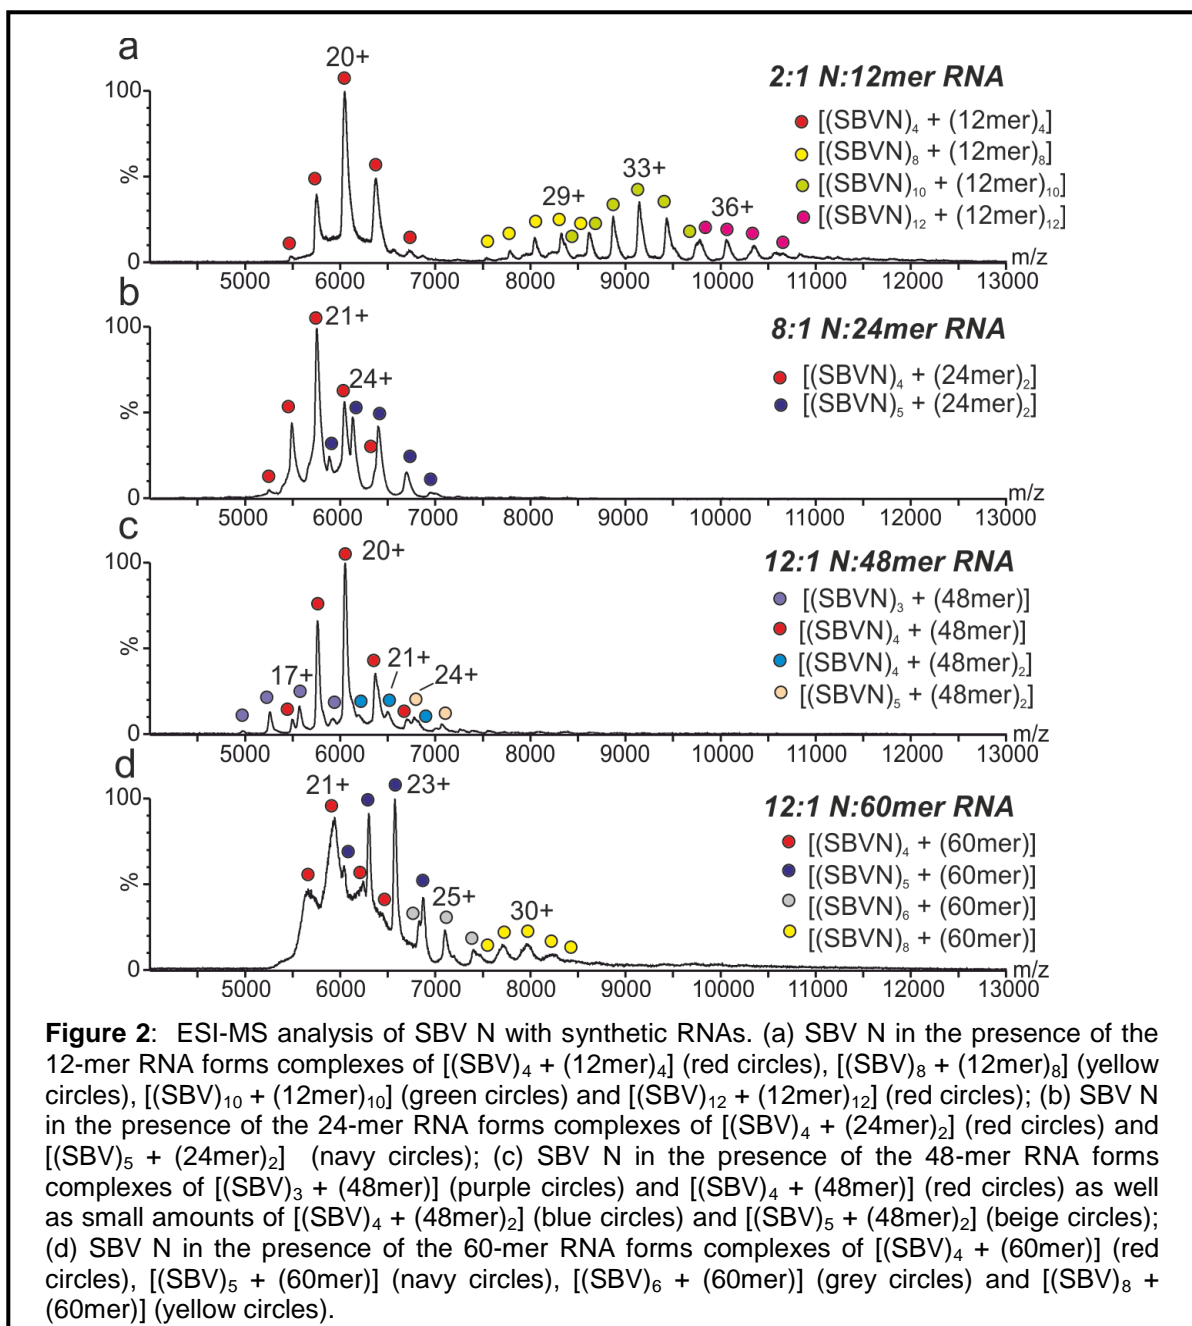 a
20+
2:1 N:12mer RNA
100
%
0
[(SBVN)₄ + (12mer)₄]
[(SBVN)₈ + (12mer)₈]
[(SBVN)₁₀ + (12mer)₁₀]
[(SBVN)₁₂ + (12mer)₁₂]
29+
33+
36+
m/z
5000 6000 7000 8000 9000 10000 11000 12000 13000
b
21+
8:1 N:24mer RNA
100
%
0
24+
[(SBVN)₄ + (24mer)₂]
[(SBVN)₅ + (24mer)₂]
m/z
5000 6000 7000 8000 9000 10000 11000 12000 13000
c
20+
12:1 N:48mer RNA
100
%
0
[(SBVN)₃ + (48mer)]
[(SBVN)₄ + (48mer)]
[(SBVN)₄ + (48mer)₂]
[(SBVN)₅ + (48mer)₂]
17+
21+
24+
m/z
5000 6000 7000 8000 9000 10000 11000 12000 13000
d
21+
23+
12:1 N:60mer RNA
100
%
0
[(SBVN)₄ + (60mer)]
[(SBVN)₅ + (60mer)]
[(SBVN)₆ + (60mer)]
[(SBVN)₈ + (60mer)]
25+
30+
m/z
5000 6000 7000 8000 9000 10000 11000 12000 13000
Figure 2: ESI-MS analysis of SBV N with synthetic RNAs. (a) SBV N in the presence of the
12-mer RNA forms complexes of [(SBV)₄ + (12mer)₄] (red circles), [(SBV)₈ + (12mer)₈] (yellow
circles), [(SBV)₁₀ + (12mer)₁₀] (green circles) and [(SBV)₁₂ + (12mer)₁₂] (red circles); (b) SBV N
in the presence of the 24-mer RNA forms complexes of [(SBV)₄ + (24mer)₂] (red circles) and
[(SBV)₅ + (24mer)₂] (navy circles); (c) SBV N in the presence of the 48-mer RNA forms
complexes of [(SBV)₃ + (48mer)] (purple circles) and [(SBV)₄ + (48mer)] (red circles) as well
as small amounts of [(SBV)₄ + (48mer)₂] (blue circles) and [(SBV)₅ + (48mer)₂] (beige circles);
(d) SBV N in the presence of the 60-mer RNA forms complexes of [(SBV)₄ + (60mer)] (red
circles), [(SBV)₅ + (60mer)] (navy circles), [(SBV)₆ + (60mer)] (grey circles) and [(SBV)₈ +
(60mer)] (yellow circles).